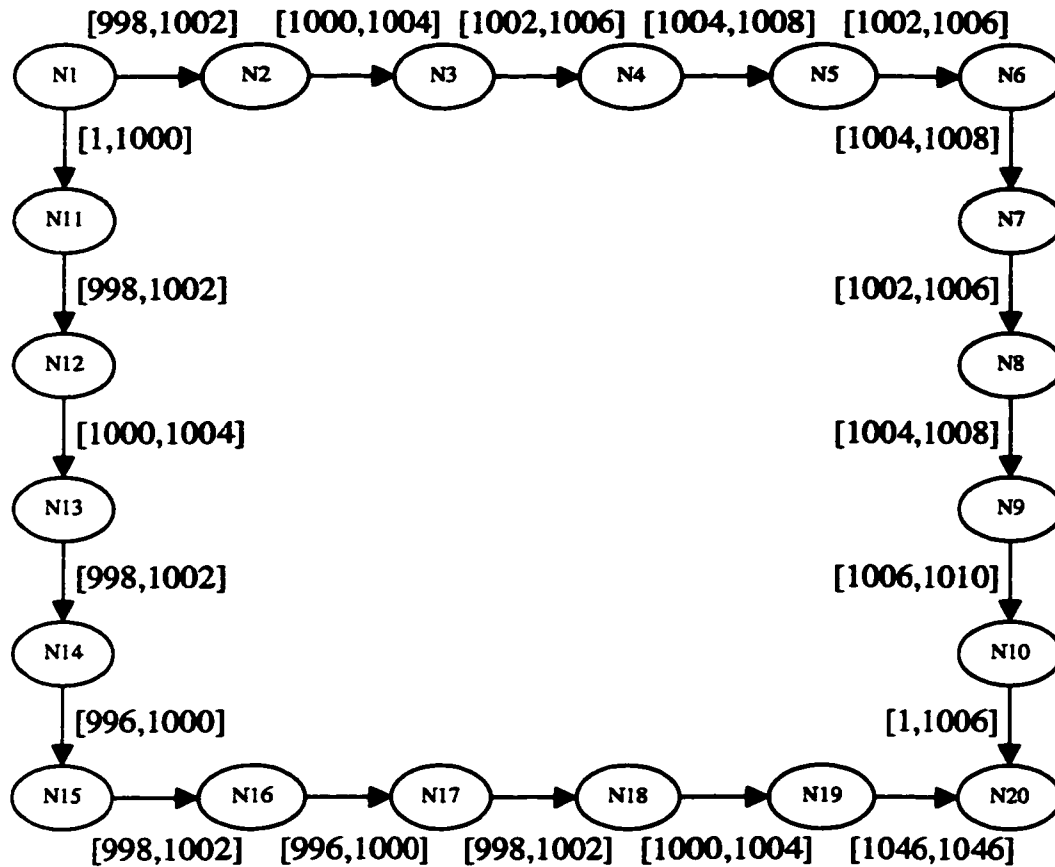 [998,1002] [1000,1004] [1002,1006] [1004,1008] [1002,1006]
N1 N2 N3 N4 N5 N6
[1,1000] [1004,1008]
N11 N7
[998,1002] [1002,1006]
N12 N8
[1000,1004] [1004,1008]
N13 N9
[998,1002] [1006,1010]
N14 N10
[996,1000] [1,1006]
N15 N16 N17 N18 N19 N20
[998,1002] [996,1000] [998,1002] [1000,1004] [1046,1046]